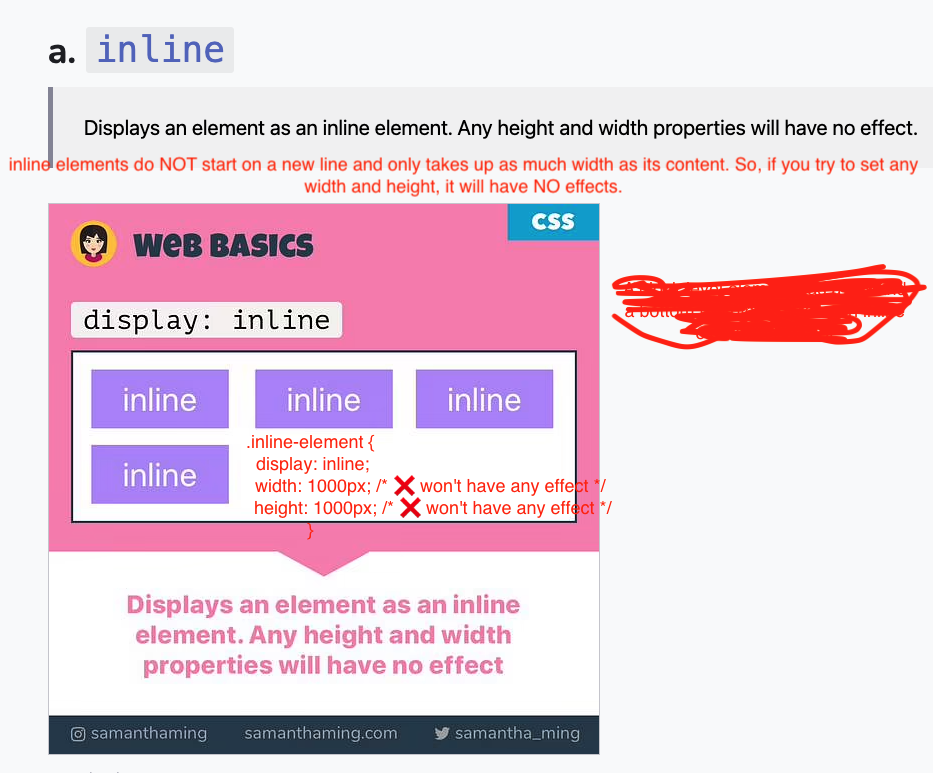 a. inline
Displays an element as an inline element. Any height and width properties will have no effect.
inline elements do NOT start on a new line and only takes up as much width as its content. So, if you try to set any
width and height, it will have NO effects.
CSS
WeB BASICS
display: inline
inline inline inline
inline
.inline-element {
display: inline;
width: 1000px; /* ❌ won't have any effect */
height: 1000px; /* ❌ won't have any effect */
}
a bottom
inline
Displays an element as an inline
element. Any height and width
properties will have no effect
samanthaming samanthaming.com samantha_ming